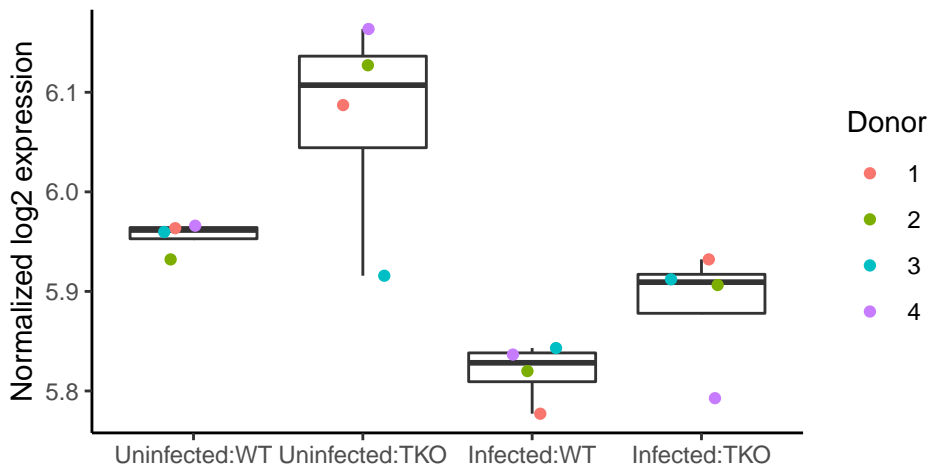 Normalized log2 expression
6.1
6.0
5.9
5.8
Uninfected:WT Uninfected:TKO Infected:WT Infected:TKO
Donor
1
2
3
4